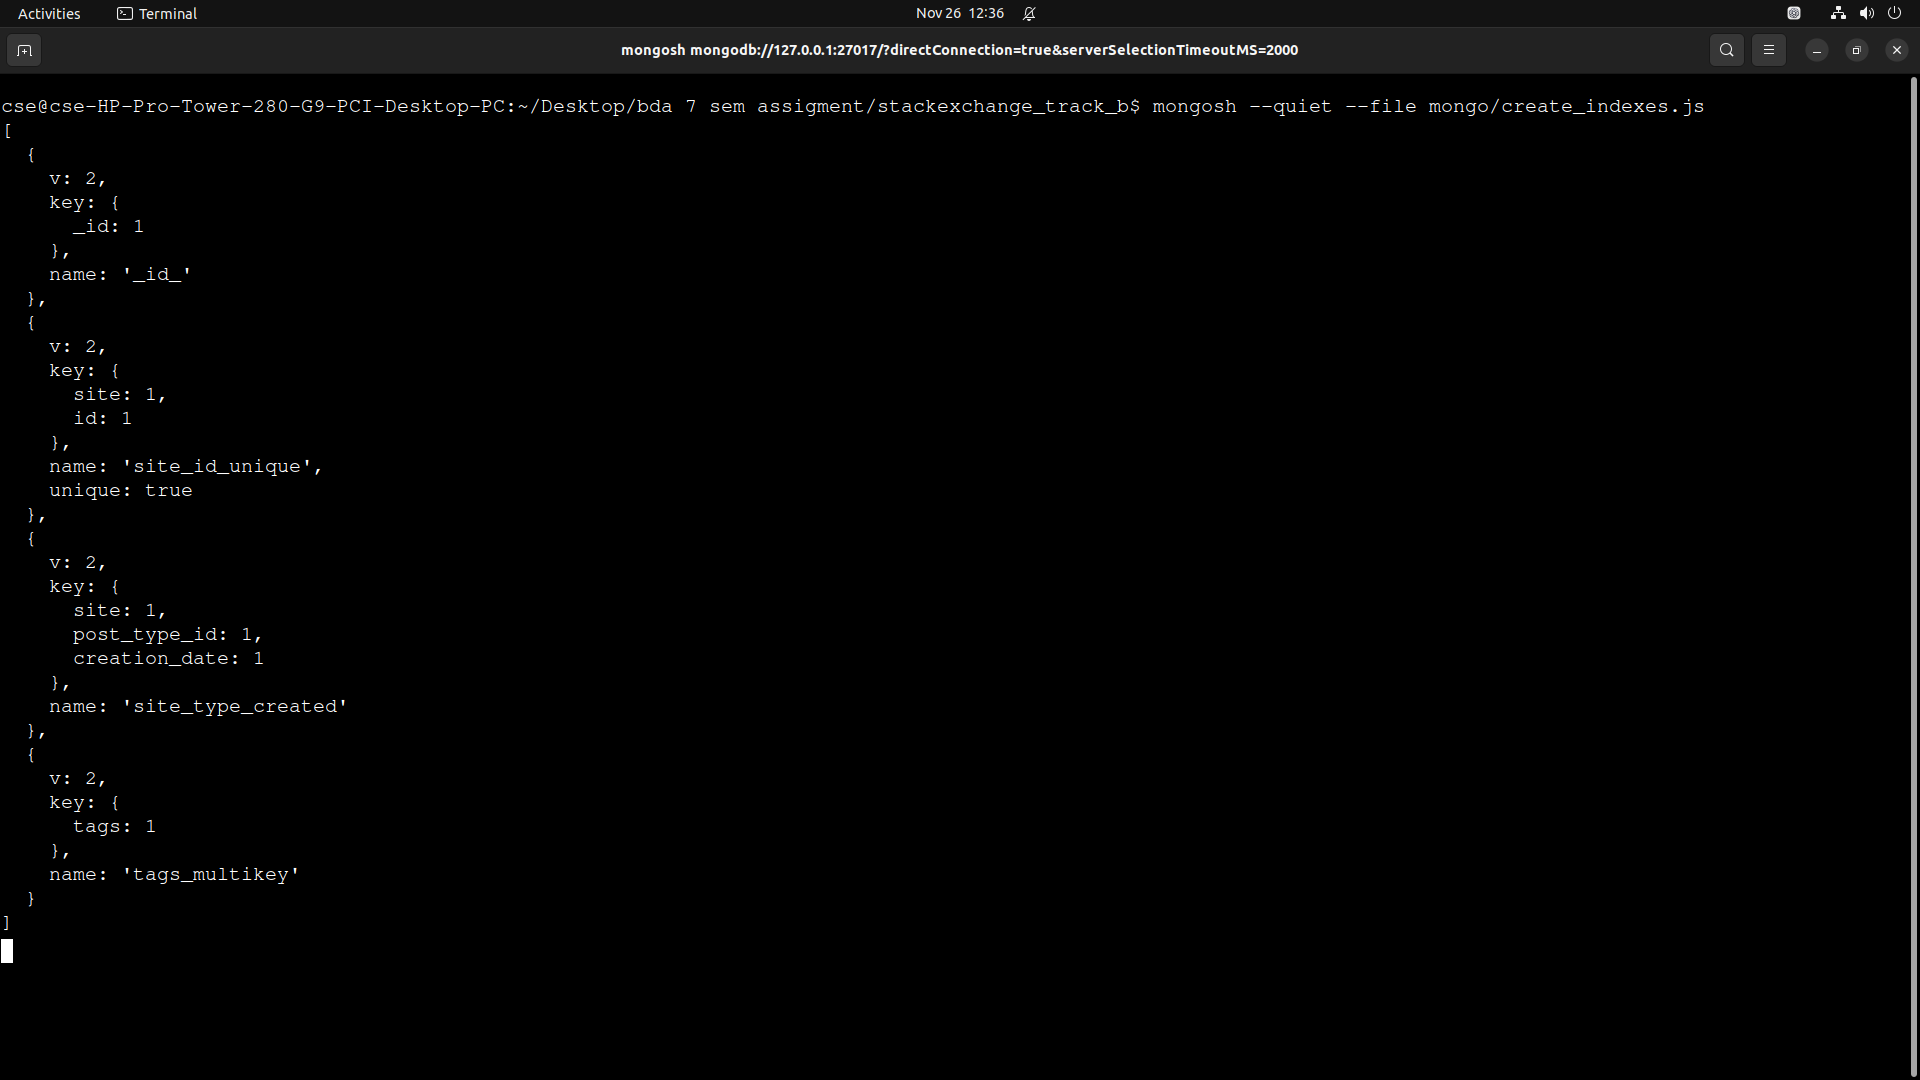 Activities
Terminal
Nov 26 12:36
mongosh mongodb://127.0.0.1:27017/?directConnection=true&serverSelectionTimeoutMS=2000
cse@cse-HP-Pro-Tower-280-G9-PCI-Desktop-PC:~/Desktop/bda 7 sem assigment/stackexchange_track_b$ mongosh --quiet --file mongo/create_indexes.js
[
  {
    v: 2,
    key: {
      _id: 1
    },
    name: '_id_'
  },
  {
    v: 2,
    key: {
      site: 1,
      id: 1
    },
    name: 'site_id_unique',
    unique: true
  },
  {
    v: 2,
    key: {
      site: 1,
      post_type_id: 1,
      creation_date: 1
    },
    name: 'site_type_created'
  },
  {
    v: 2,
    key: {
      tags: 1
    },
    name: 'tags_multikey'
  }
]